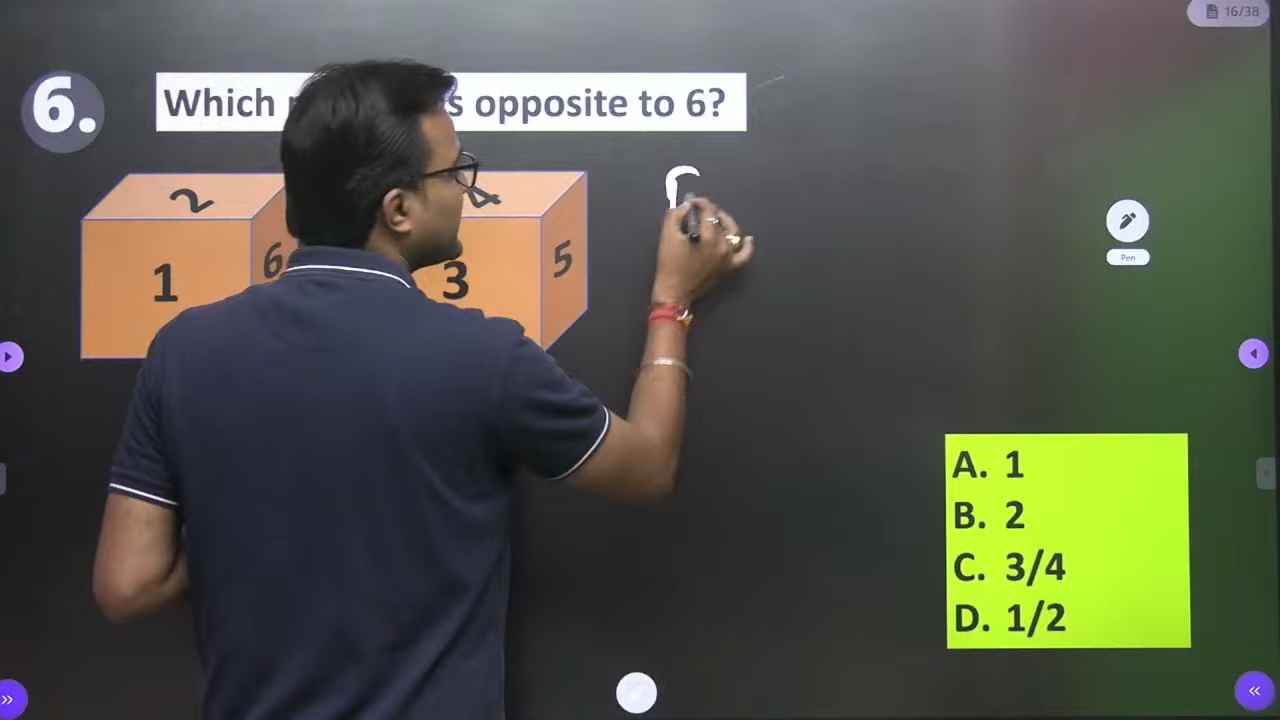 16/38
6.
Which s opposite to 6?
2
4
1
6
3
5
Pen
A. 1
B. 2
C. 3/4
D. 1/2